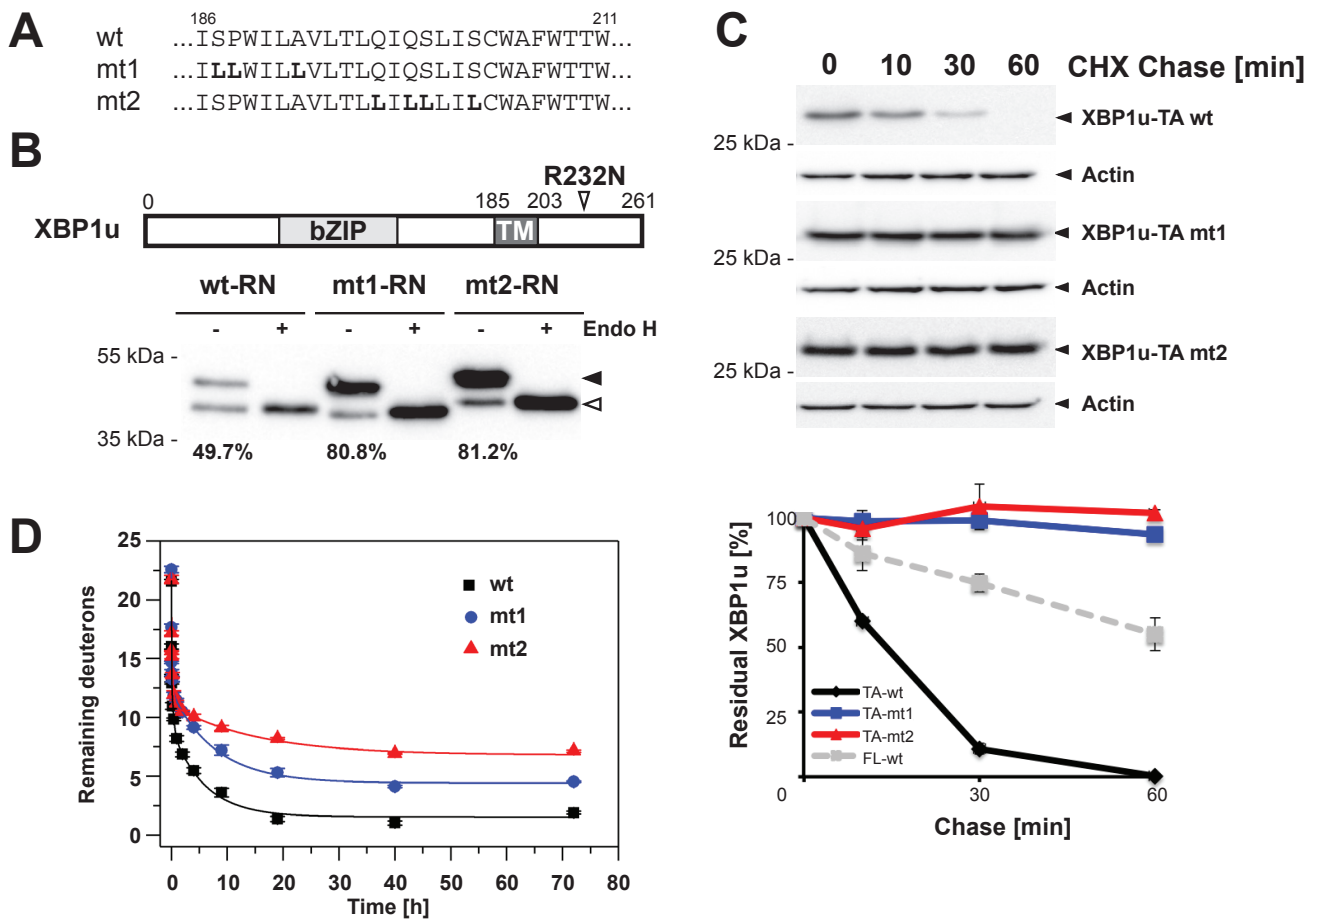 A
186 211
wt ...ISPWILAVLTLQIQSLISCWAFWTTW...
mt1 ...ILLWILLVLTLQIQSLISCWAFWTTW...
mt2 ...ISPWILAVLTLLILLLILCWAFWTTW...
B
R232N
0 185 203 261
XBP1u bZIP TM
wt-RN mt1-RN mt2-RN
- + - + - + Endo H
55 kDa -
35 kDa -
49.7% 80.8% 81.2%
C
0 10 30 60 CHX Chase [min]
XBP1u-TA wt
25 kDa -
Actin
XBP1u-TA mt1
25 kDa -
Actin
XBP1u-TA mt2
25 kDa -
Actin
100
75
50
25
0 30 60
Residual XBP1u [%]
TA-wt
TA-mt1
TA-mt2
FL-wt
Chase [min]
D
25
20
15
10
5
0
Remaining deuterons
wt
mt1
mt2
0 10 20 30 40 50 60 70 80
Time [h]